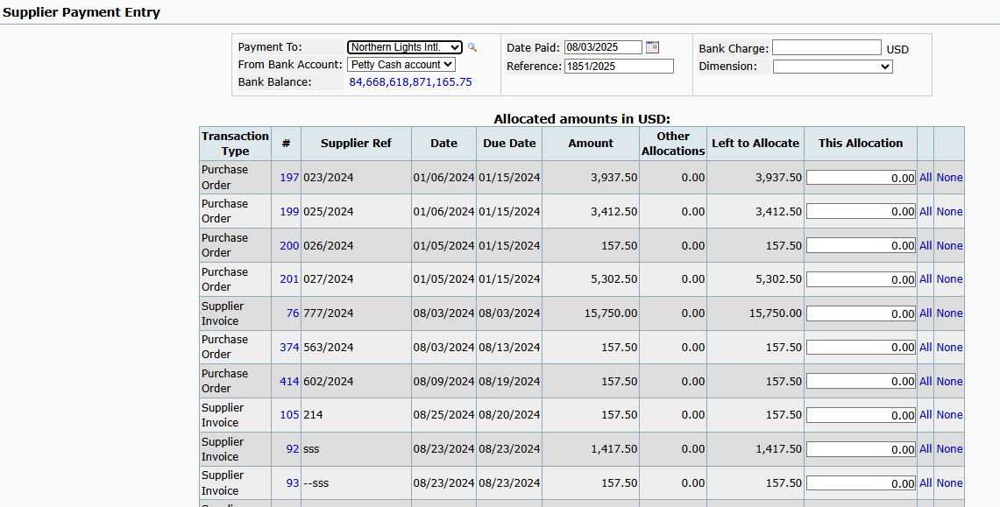 Supplier Payment Entry
Payment To: Northern Lights Intl.
From Bank Account: Petty Cash account
Bank Balance: 84,668,618,871,165.75
Date Paid: 08/03/2025
Reference: 1851/2025
Bank Charge: USD
Dimension:
Allocated amounts in USD:
Transaction Type # Supplier Ref Date Due Date Amount Other Allocations Left to Allocate This Allocation
Purchase Order 197 023/2024 01/06/2024 01/15/2024 3,937.50 0.00 3,937.50 0.00 All None
Purchase Order 199 025/2024 01/06/2024 01/15/2024 3,412.50 0.00 3,412.50 0.00 All None
Purchase Order 200 026/2024 01/05/2024 01/15/2024 157.50 0.00 157.50 0.00 All None
Purchase Order 201 027/2024 01/05/2024 01/15/2024 5,302.50 0.00 5,302.50 0.00 All None
Supplier Invoice 76 777/2024 08/03/2024 08/03/2024 15,750.00 0.00 15,750.00 0.00 All None
Purchase Order 374 563/2024 08/03/2024 08/13/2024 157.50 0.00 157.50 0.00 All None
Purchase Order 414 602/2024 08/09/2024 08/19/2024 157.50 0.00 157.50 0.00 All None
Supplier Invoice 105 214 08/25/2024 08/20/2024 157.50 0.00 157.50 0.00 All None
Supplier Invoice 92 sss 08/23/2024 08/23/2024 1,417.50 0.00 1,417.50 0.00 All None
Supplier Invoice 93 --sss 08/23/2024 08/23/2024 157.50 0.00 157.50 0.00 All None